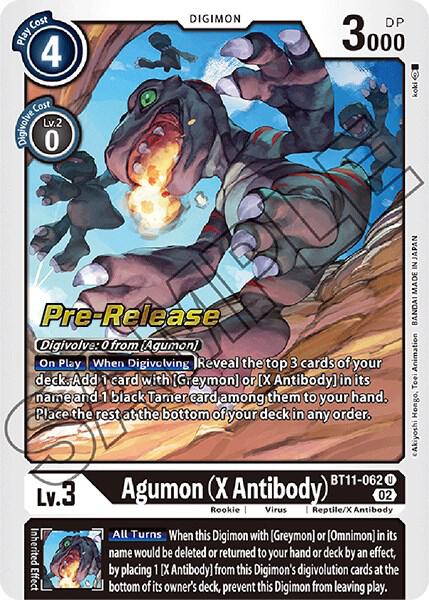 DIGIMON
Play Cost
4
DP
3000
Digivolve Cost
Lv.2
0
koki
©Akiyoshi Hongo, Toei Animation BANDAI MADE IN JAPAN
SAMPLE
Pre-Release
Digivolve: 0 from [Agumon]
On Play When Digivolving Reveal the top 3 cards of your
deck. Add 1 card with [Greymon] or [X Antibody] in its
name and 1 black Tamer card among them to your hand.
Place the rest at the bottom of your deck in any order.
Lv.3
Agumon (X Antibody)
BT11-062 U
02
Rookie Virus Reptile/X Antibody
Inherited Effect
All Turns When this Digimon with [Greymon] or [Omnimon] in its
name would be deleted or returned to your hand or deck by an effect,
by placing 1 [X Antibody] from this Digimon's digivolution cards at the
bottom of its owner's deck, prevent this Digimon from leaving play.